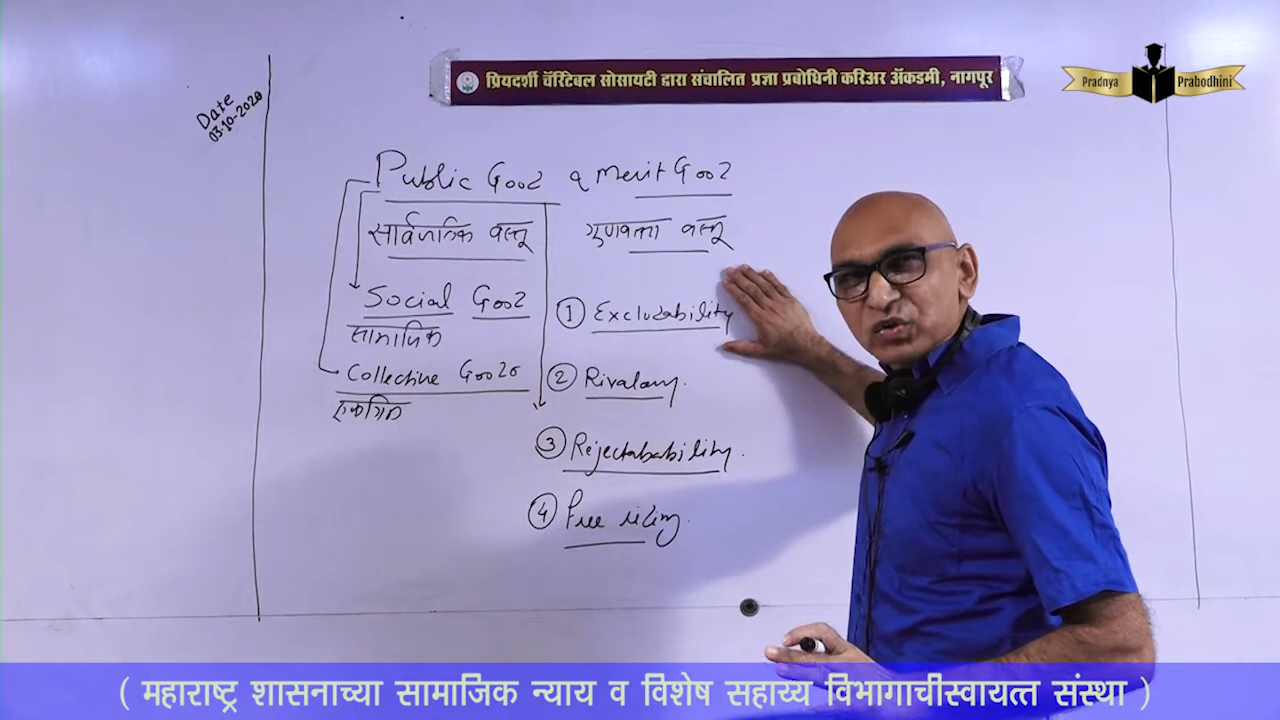 प्रियदर्शी चॅरिटेबल सोसायटी द्वारा संचालित प्रज्ञा प्रबोधिनी करिअर ॲकडमी, नागपूर
Pradnya Prabodhini
Date
03-10-2020
Public Good व Merit Good
सार्वजनिक वस्तू गुणवत्ता वस्तू
Social Good
सामाजिक
Collective Goods
एकत्रित
① Excludability
② Rivalary.
③ Rejectabability.
④ Free riding.
( महाराष्ट्र शासनाच्या सामाजिक न्याय व विशेष सहाय्य विभागाचीस्वायत्त संस्था )